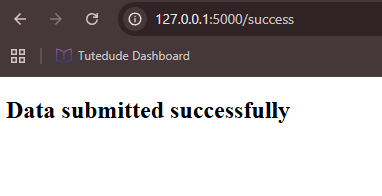 127.0.0.1:5000/success
Tutedude Dashboard
Data submitted successfully